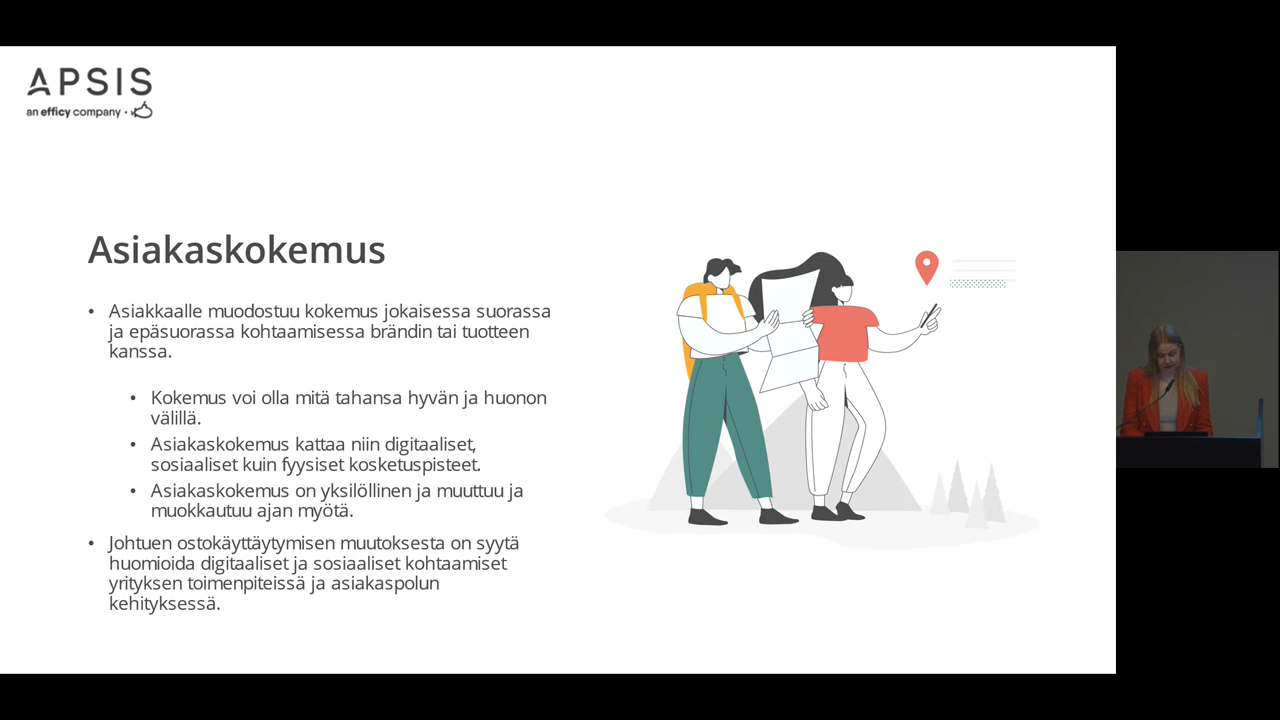 APSIS
an efficy company
Asiakaskokemus
• Asiakkaalle muodostuu kokemus jokaisessa suorassa
ja epäsuorassa kohtaamisessa brändin tai tuotteen
kanssa.
• Kokemus voi olla mitä tahansa hyvän ja huonon
välillä.
• Asiakaskokemus kattaa niin digitaaliset,
sosiaaliset kuin fyysiset kosketuspisteet.
• Asiakaskokemus on yksilöllinen ja muuttuu ja
muokkautuu ajan myötä.
• Johtuen ostokäyttäytymisen muutoksesta on syytä
huomioida digitaaliset ja sosiaaliset kohtaamiset
yrityksen toimenpiteissä ja asiakaspolun
kehityksessä.